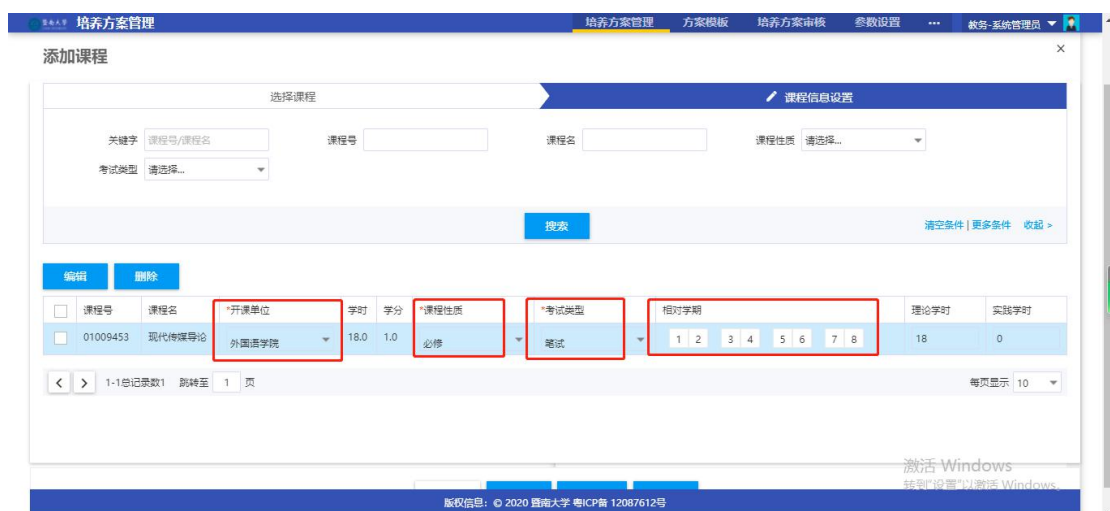 暨南大学 培养方案管理 培养方案管理 方案模板 培养方案审核 参数设置 ··· 教务-系统管理员
添加课程 ×
选择课程 课程信息设置
关键字 课程号/课程名 课程号 课程名 课程性质 请选择...
考试类型 请选择...
搜索 清空条件 | 更多条件 收起 >
编辑 删除
课程号 课程名 *开课单位 学时 学分 *课程性质 *考试类型 相对学期 理论学时 实践学时
01009453 现代传媒导论 外国语学院 18.0 1.0 必修 笔试 1 2 3 4 5 6 7 8 18 0
< > 1-1总记录数1 跳转至 1 页 每页显示 10
激活 Windows
转到"设置"以激活 Windows。
版权信息：© 2020 暨南大学 粤ICP备 12087612号